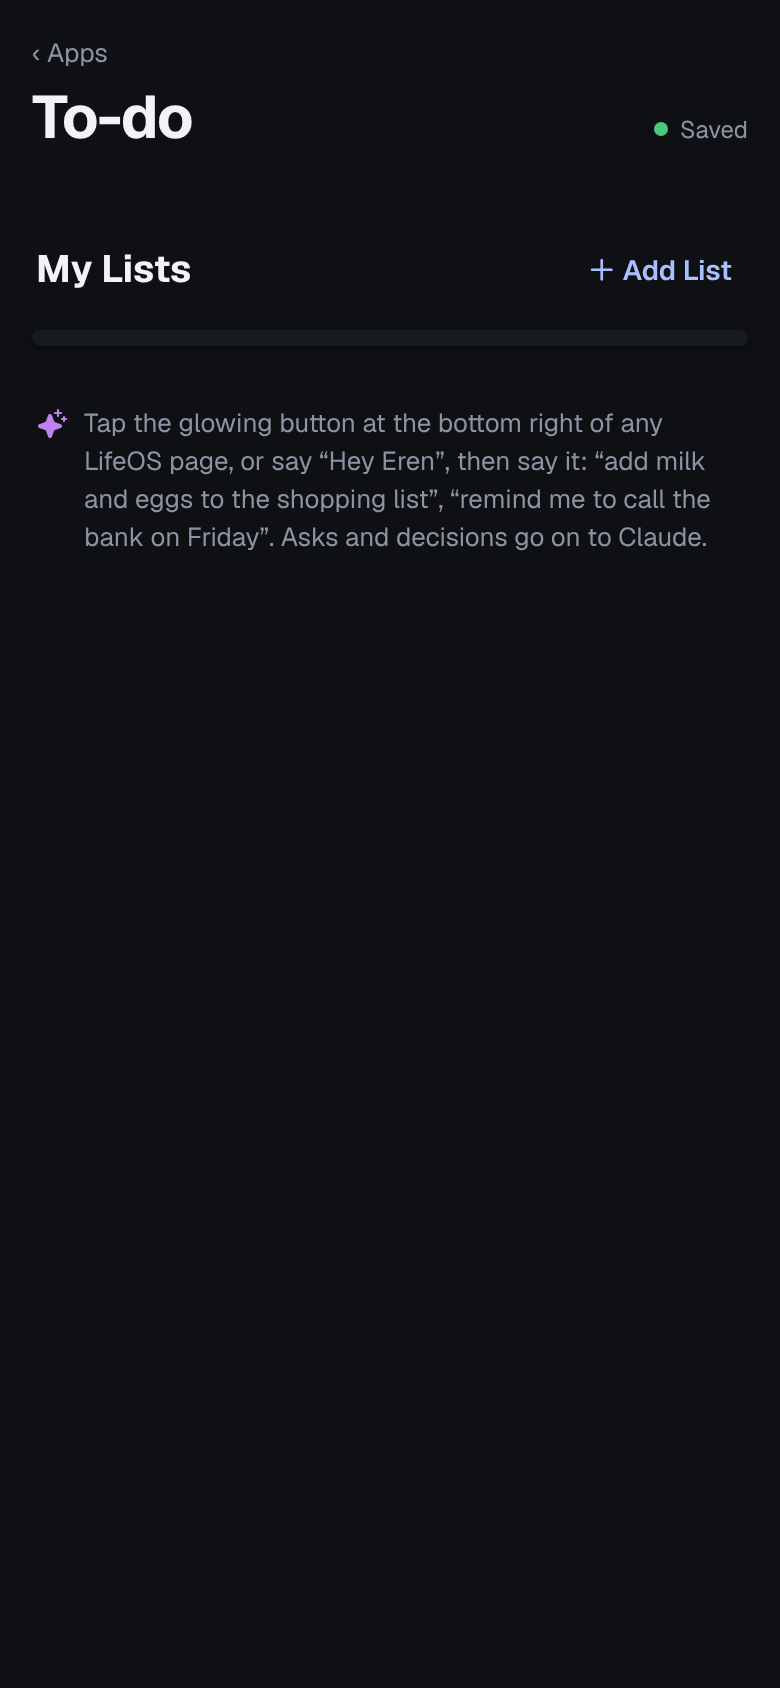 ‹ Apps
To-do
Saved
My Lists
+ Add List
Tap the glowing button at the bottom right of any
LifeOS page, or say “Hey Eren”, then say it: “add milk
and eggs to the shopping list”, “remind me to call the
bank on Friday”. Asks and decisions go on to Claude.